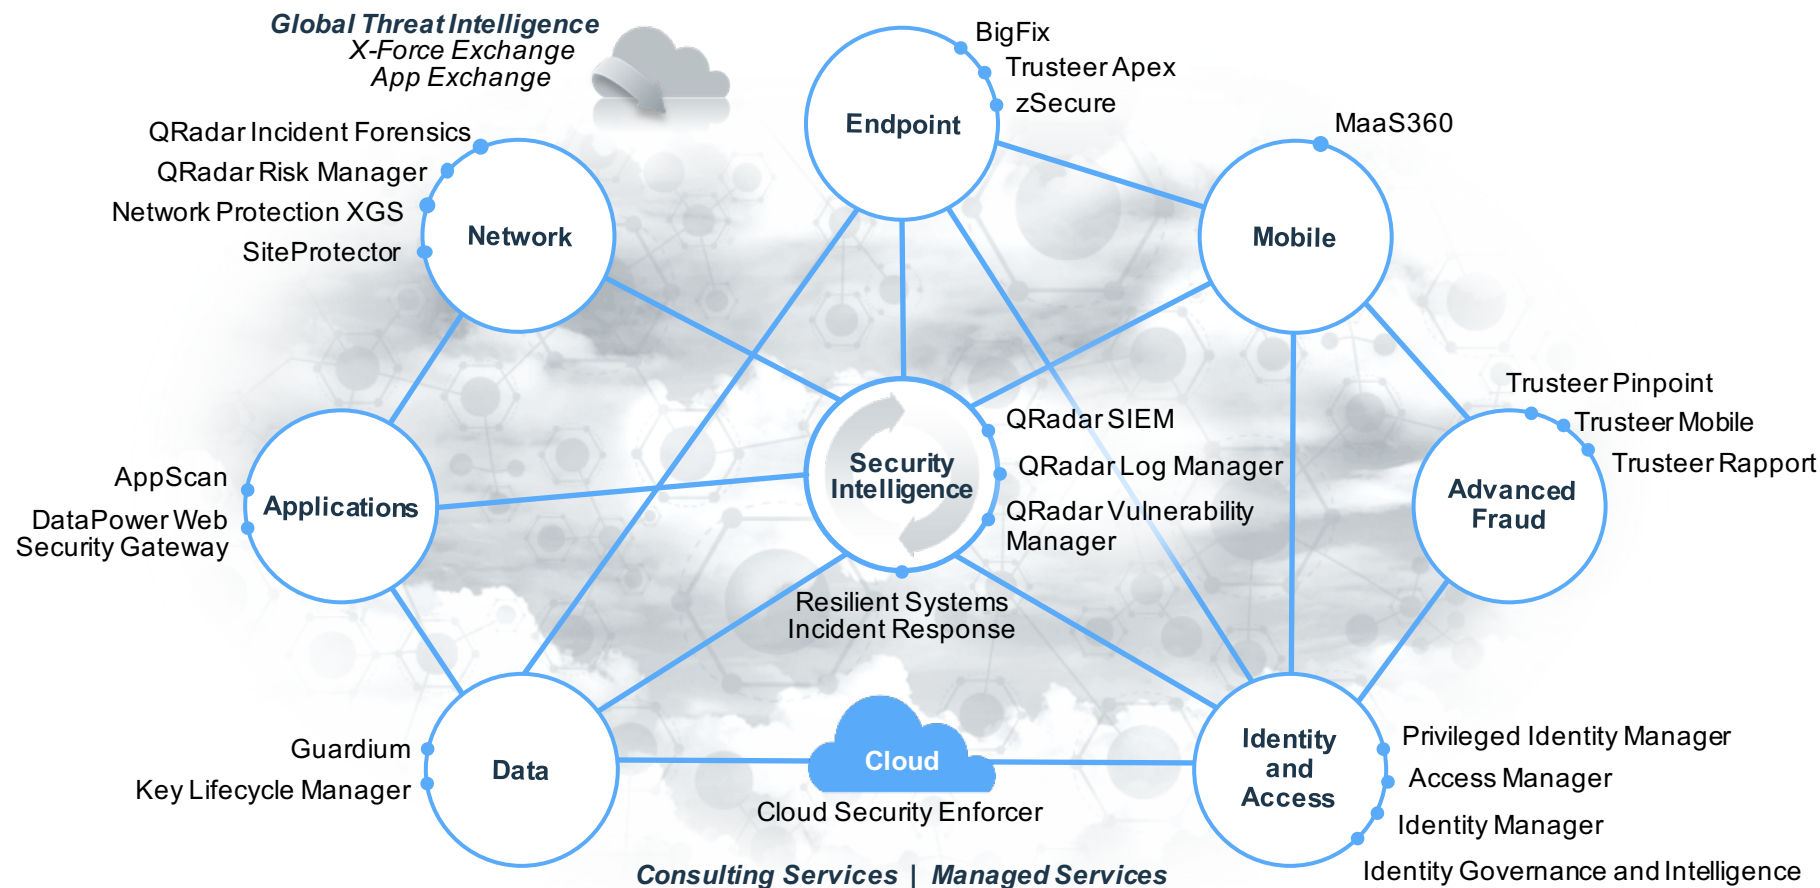 Global Threat Intelligence
X-Force Exchange
App Exchange
BigFix
Trusteer Apex
zSecure
Endpoint
MaaS360
Mobile
QRadar Incident Forensics
QRadar Risk Manager
Network Protection XGS
SiteProtector
Network
Trusteer Pinpoint
Trusteer Mobile
Trusteer Rapport
Advanced
Fraud
QRadar SIEM
QRadar Log Manager
QRadar Vulnerability
Manager
Security
Intelligence
Resilient Systems
Incident Response
AppScan
DataPower Web
Security Gateway
Applications
Guardium
Key Lifecycle Manager
Data
Cloud
Cloud Security Enforcer
Identity
and
Access
Privileged Identity Manager
Access Manager
Identity Manager
Identity Governance and Intelligence
Consulting Services | Managed Services